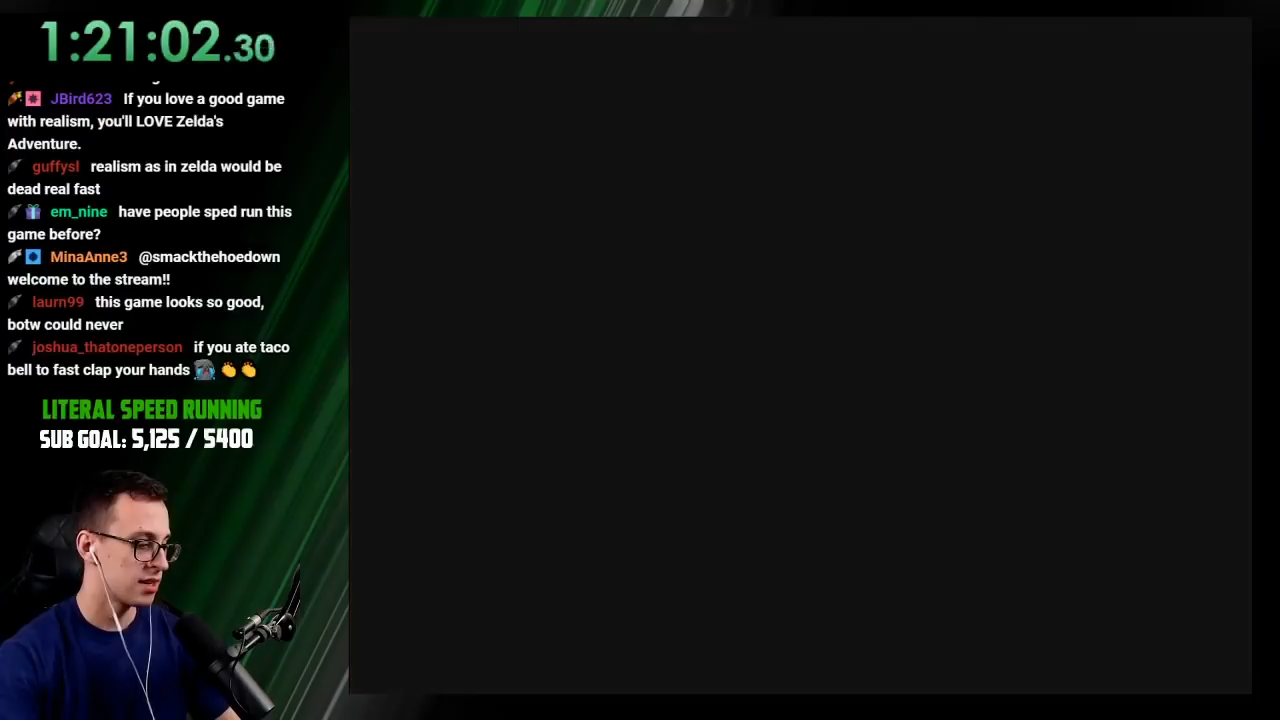 1:21:02.30
JBird623 If you love a good game
with realism, you'll LOVE Zelda's
Adventure.
guffysl realism as in zelda would be
dead real fast
em_nine have people sped run this
game before?
MinaAnne3 @smackthehoedown
welcome to the stream!!
laurn99 this game looks so good,
botw could never
joshua_thatoneperson if you ate taco
bell to fast clap your hands
LITERAL SPEED RUNNING
SUB GOAL: 5,125 / 5400